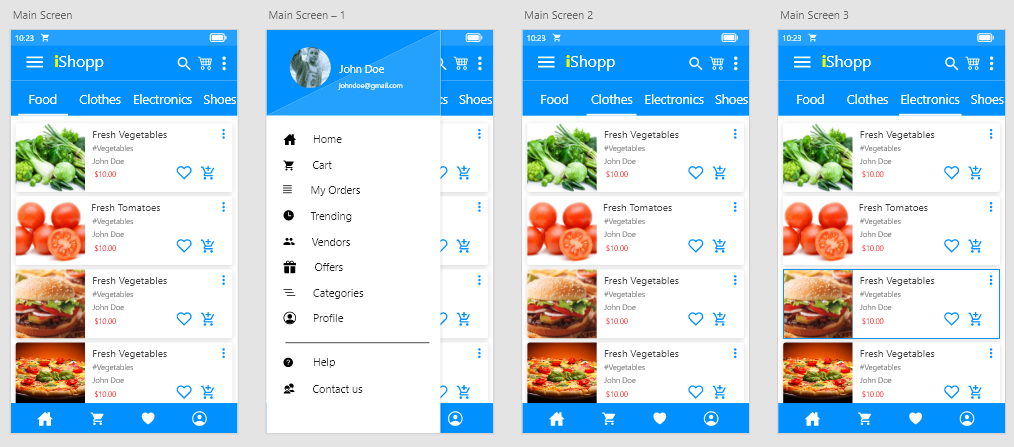 Main Screen
10:23
iShopp
Food Clothes Electronics Shoes
Fresh Vegetables
#Vegetables
John Doe
$10.00
Fresh Tomatoes
#Vegetables
$10.00
Fresh Vegetables
#Vegetables
John Doe
$10.00
Fresh Vegetables
#Vegetables
John Doe
$10.00
Main Screen – 1
John Doe
johndoe@gmail.com
Shoes
Home
Cart
My Orders
Trending
Vendors
Offers
Categories
Profile
Help
Contact us
Main Screen 2
10:23
iShopp
Food Clothes Electronics Shoes
Fresh Vegetables
#Vegetables
John Doe
$10.00
Fresh Tomatoes
#Vegetables
$10.00
Fresh Vegetables
#Vegetables
John Doe
$10.00
Fresh Vegetables
#Vegetables
John Doe
$10.00
Main Screen 3
10:23
iShopp
Food Clothes Electronics Shoes
Fresh Vegetables
#Vegetables
John Doe
$10.00
Fresh Tomatoes
#Vegetables
$10.00
Fresh Vegetables
#Vegetables
John Doe
$10.00
Fresh Vegetables
#Vegetables
John Doe
$10.00